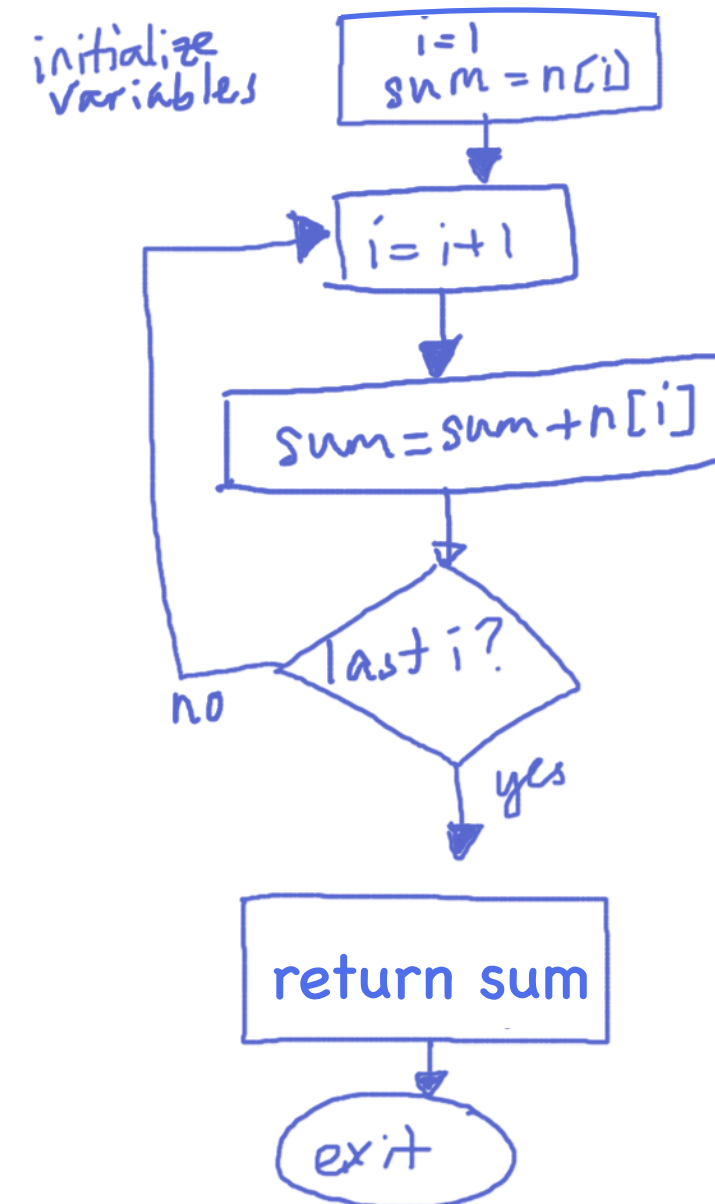 initialize
variables
i=1
sum = n[i]
i= i+1
sum=sum+n[i]
last i?
no
yes
return sum
exit